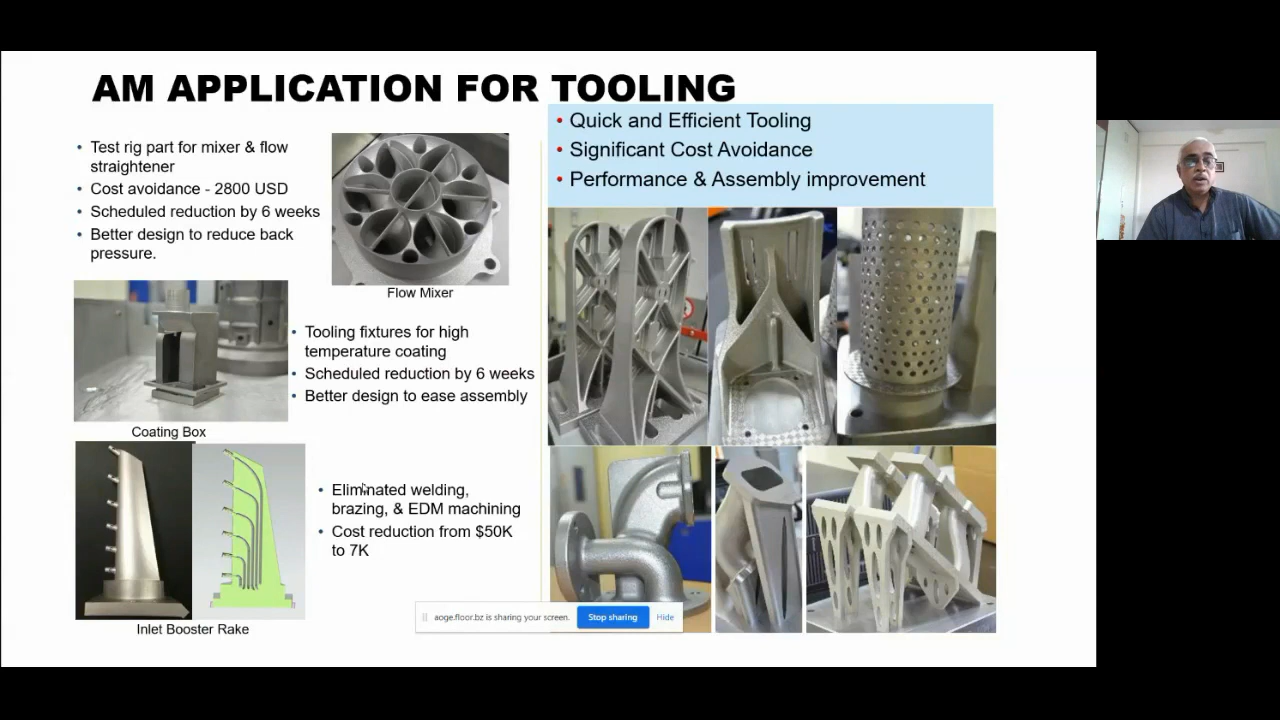 AM APPLICATION FOR TOOLING
• Test rig part for mixer & flow
straightener
• Cost avoidance - 2800 USD
• Scheduled reduction by 6 weeks
• Better design to reduce back
pressure.
Flow Mixer
• Quick and Efficient Tooling
• Significant Cost Avoidance
• Performance & Assembly improvement
• Tooling fixtures for high
temperature coating
• Scheduled reduction by 6 weeks
• Better design to ease assembly
Coating Box
• Eliminated welding,
brazing, & EDM machining
• Cost reduction from $50K
to 7K
Inlet Booster Rake
aoge.floor.bz is sharing your screen.
Stop sharing
Hide